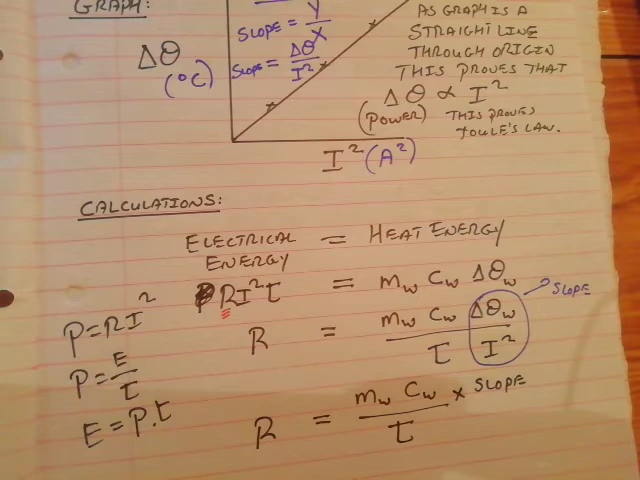 GRAPH:
SLOPE = Y/X
SLOPE = Δθ/I²
Δθ
(°C)
I² (A²)
AS GRAPH IS A
STRAIGHT LINE
THROUGH ORIGIN
THIS PROVES THAT
Δθ ∝ I²
(POWER) THIS PROVES
JOULE'S LAW.
CALCULATIONS:
ELECTRICAL ENERGY = HEAT ENERGY
RI²t = mw Cw Δθw
R = mw Cw Δθw / t I²
SLOPE
R = mw Cw / t × SLOPE
P = RI²
P = E/t
E = P.t